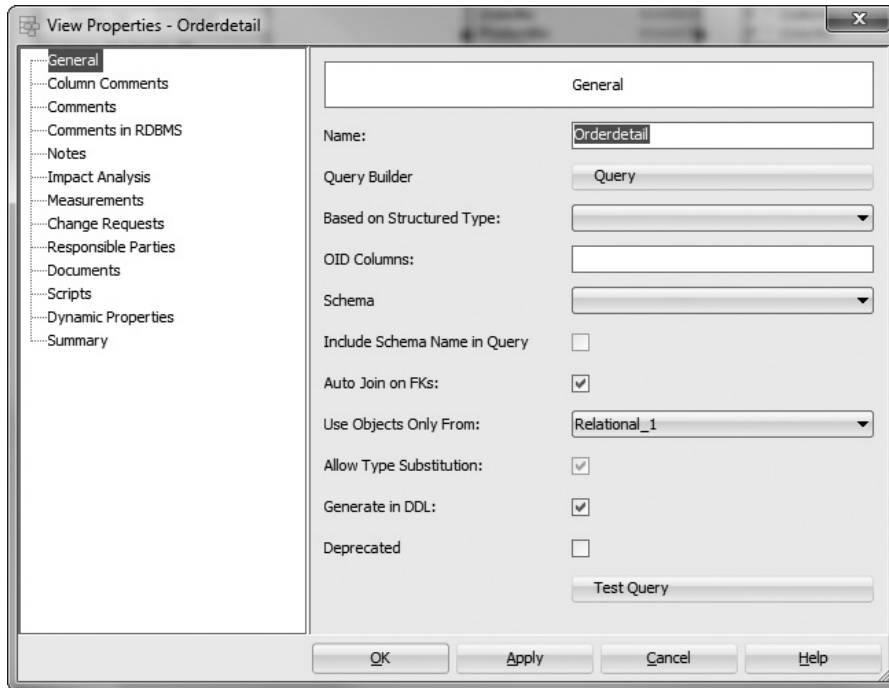 View Properties - Orderdetail
General
Column Comments
Comments
Comments in RDBMS
Notes
Impact Analysis
Measurements
Change Requests
Responsible Parties
Documents
Scripts
Dynamic Properties
Summary
General
Name: Orderdetail
Query Builder Query
Based on Structured Type:
OID Columns:
Schema
Include Schema Name in Query
Auto Join on FKs:
Use Objects Only From: Relational_1
Allow Type Substitution:
Generate in DDL:
Deprecated
Test Query
OK Apply Cancel Help